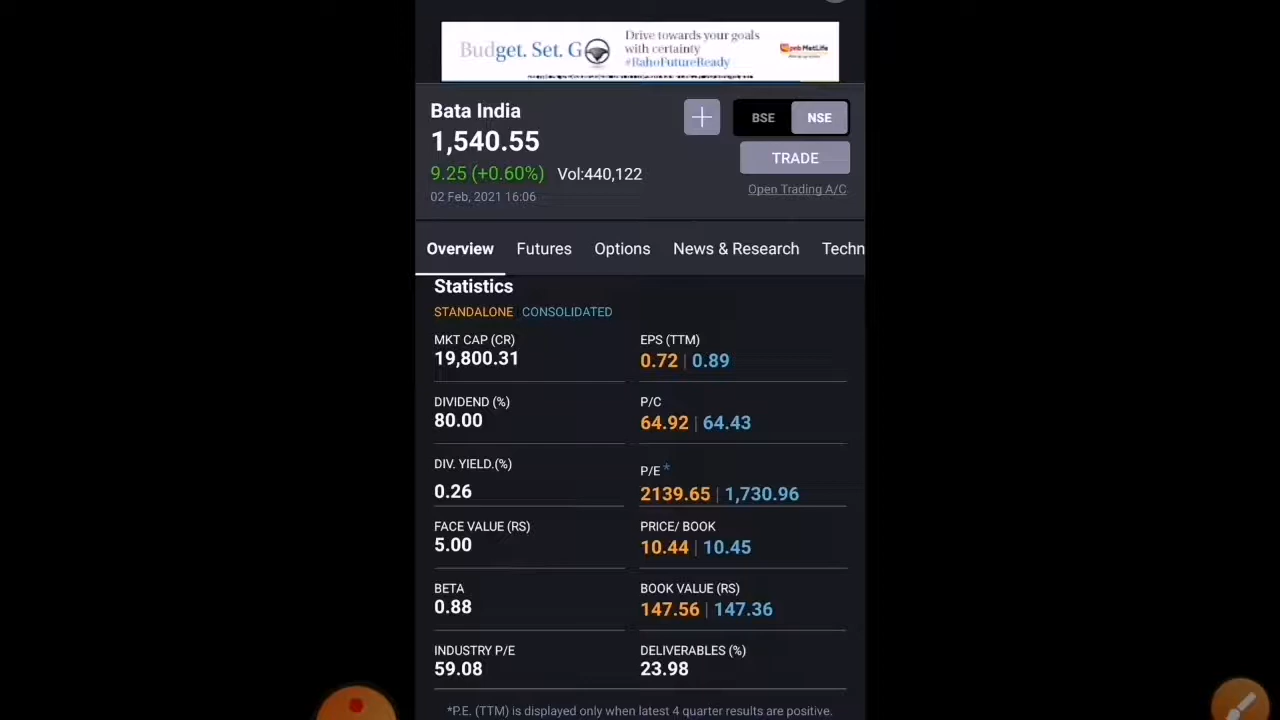 Budget. Set. G
Drive towards your goals
with certainty
#RahoFutureReady
pnb MetLife
Bata India
1,540.55
9.25 (+0.60%) Vol:440,122
02 Feb, 2021 16:06
BSE NSE
TRADE
Open Trading A/C
Overview Futures Options News & Research Techn
Statistics
STANDALONE CONSOLIDATED
MKT CAP (CR)
19,800.31
EPS (TTM)
0.72 | 0.89
DIVIDEND (%)
80.00
P/C
64.92 | 64.43
DIV. YIELD.(%)
0.26
P/E *
2139.65 | 1,730.96
FACE VALUE (RS)
5.00
PRICE/ BOOK
10.44 | 10.45
BETA
0.88
BOOK VALUE (RS)
147.56 | 147.36
INDUSTRY P/E
59.08
DELIVERABLES (%)
23.98
*P.E. (TTM) is displayed only when latest 4 quarter results are positive.